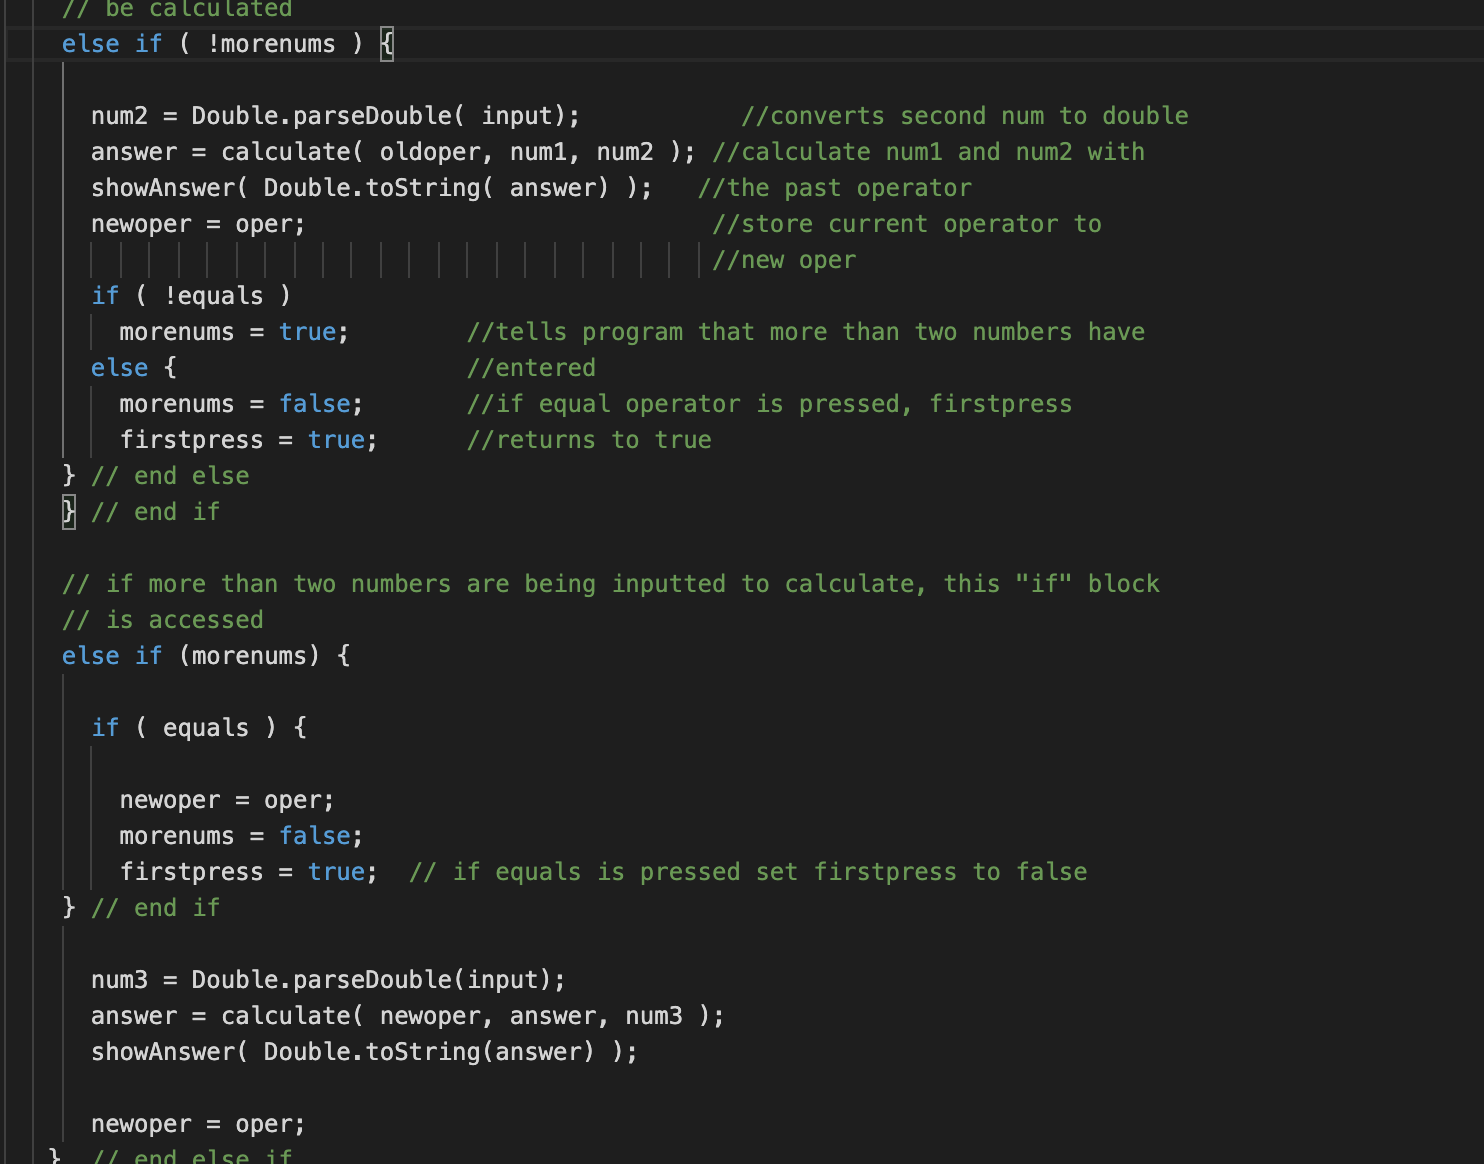 // be calculated
else if ( !morenums ) {
num2 = Double.parseDouble( input); //converts second num to double
answer = calculate( oldoper, num1, num2 ); //calculate num1 and num2 with
showAnswer( Double.toString( answer) ); //the past operator
newoper = oper; //store current operator to
//new oper
if ( !equals )
morenums = true; //tells program that more than two numbers have
else { //entered
morenums = false; //if equal operator is pressed, firstpress
firstpress = true; //returns to true
} // end else
} // end if
// if more than two numbers are being inputted to calculate, this "if" block
// is accessed
else if (morenums) {
if ( equals ) {
newoper = oper;
morenums = false;
firstpress = true; // if equals is pressed set firstpress to false
} // end if
num3 = Double.parseDouble(input);
answer = calculate( newoper, answer, num3 );
showAnswer( Double.toString(answer) );
newoper = oper;
} // end else if